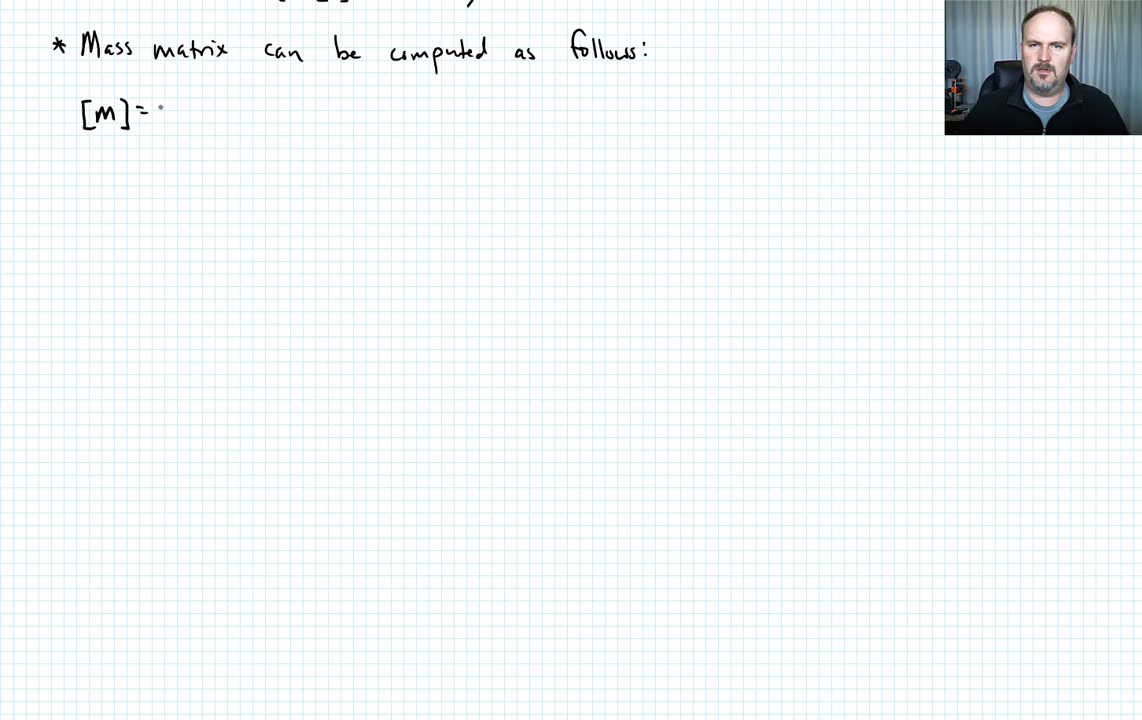 * Mass matrix can be computed as follows:
[m] =